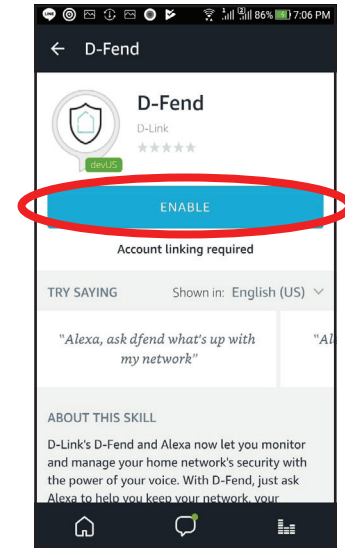 86% 7:06 PM
D-Fend
D-Fend
D-Link
devUS
ENABLE
Account linking required
TRY SAYING Shown in: English (US)
"Alexa, ask dfend what's up with "Al
my network"
ABOUT THIS SKILL
D-Link's D-Fend and Alexa now let you monitor
and manage your home network's security with
the power of your voice. With D-Fend, just ask
Alexa to help you keep your network, your